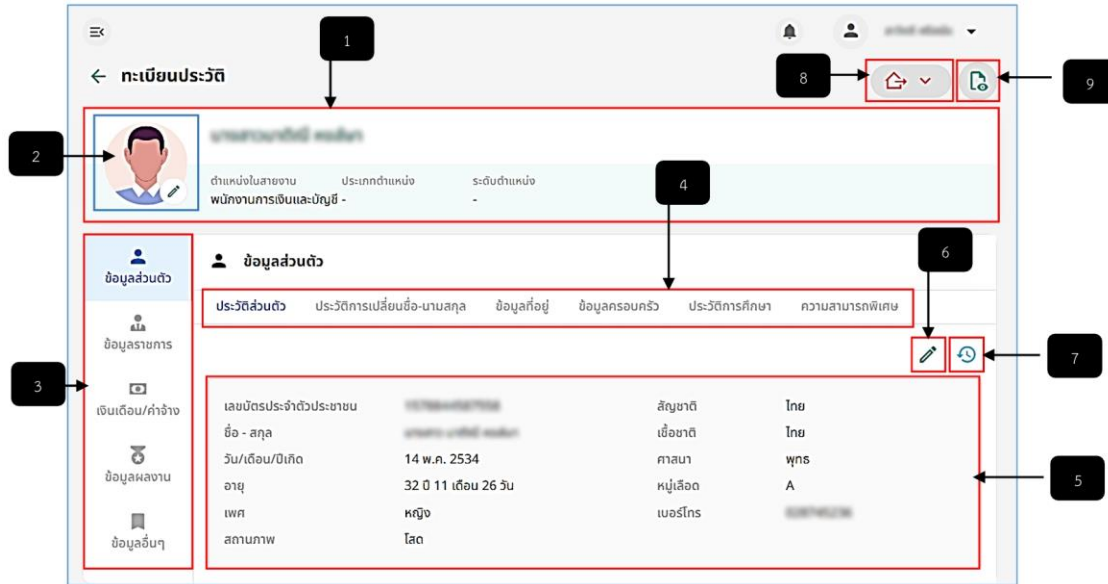 1
← ทะเบียนประวัติ
8
9
2
ตำแหน่งในสายงาน ประเภทตำแหน่ง ระดับตำแหน่ง
พนักงานการเงินและบัญชี - -
4
6
ข้อมูลส่วนตัว
ข้อมูลส่วนตัว
ประวัติส่วนตัว ประวัติการเปลี่ยนชื่อ-นามสกุล ข้อมูลที่อยู่ ข้อมูลครอบครัว ประวัติการศึกษา ความสามารถพิเศษ
7
ข้อมูลราชการ
3
เงินเดือน/ค่าจ้าง
ข้อมูลผลงาน
ข้อมูลอื่นๆ
เลขบัตรประจำตัวประชาชน สัญชาติ ไทย
ชื่อ - สกุล เชื้อชาติ ไทย
วัน/เดือน/ปีเกิด 14 พ.ค. 2534 ศาสนา พุทธ
อายุ 32 ปี 11 เดือน 26 วัน หมู่เลือด A
เพศ หญิง เบอร์โทร
สถานภาพ โสด
5